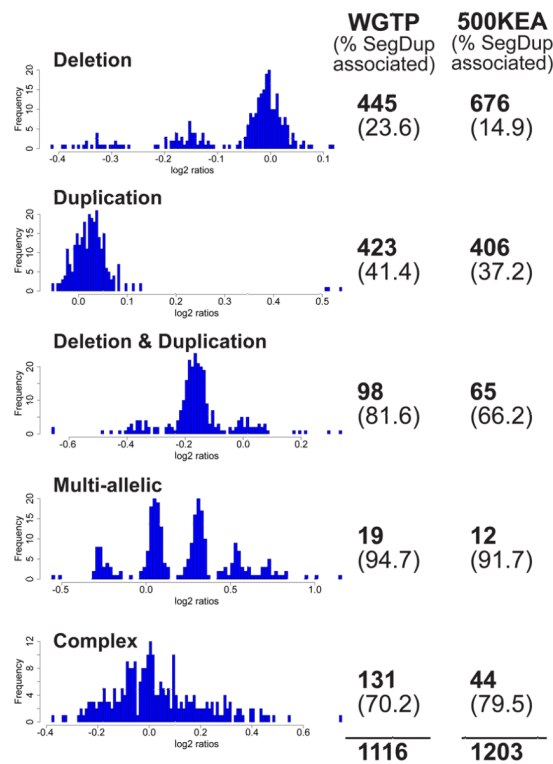 WGTP 500KEA
(% SegDup (% SegDup
associated) associated)
Deletion
Frequency
0 5 10 15 20
-0.4 -0.3 -0.2 -0.1 0.0 0.1
log2 ratios
445 676
(23.6) (14.9)
Duplication
Frequency
0 5 10 15 20
0.0 0.1 0.2 0.3 0.4 0.5
log2 ratios
423 406
(41.4) (37.2)
Deletion & Duplication
Frequency
0 10 20
-0.6 -0.4 -0.2 0.0 0.2
log2 ratios
98 65
(81.6) (66.2)
Multi-allelic
Frequency
0 5 10 15 20
-0.5 0.0 0.5 1.0
log2 ratios
19 12
(94.7) (91.7)
Complex
Frequency
0 4 8 12
-0.4 -0.2 0.0 0.2 0.4 0.6
log2 ratios
131 44
(70.2) (79.5)
1116 1203